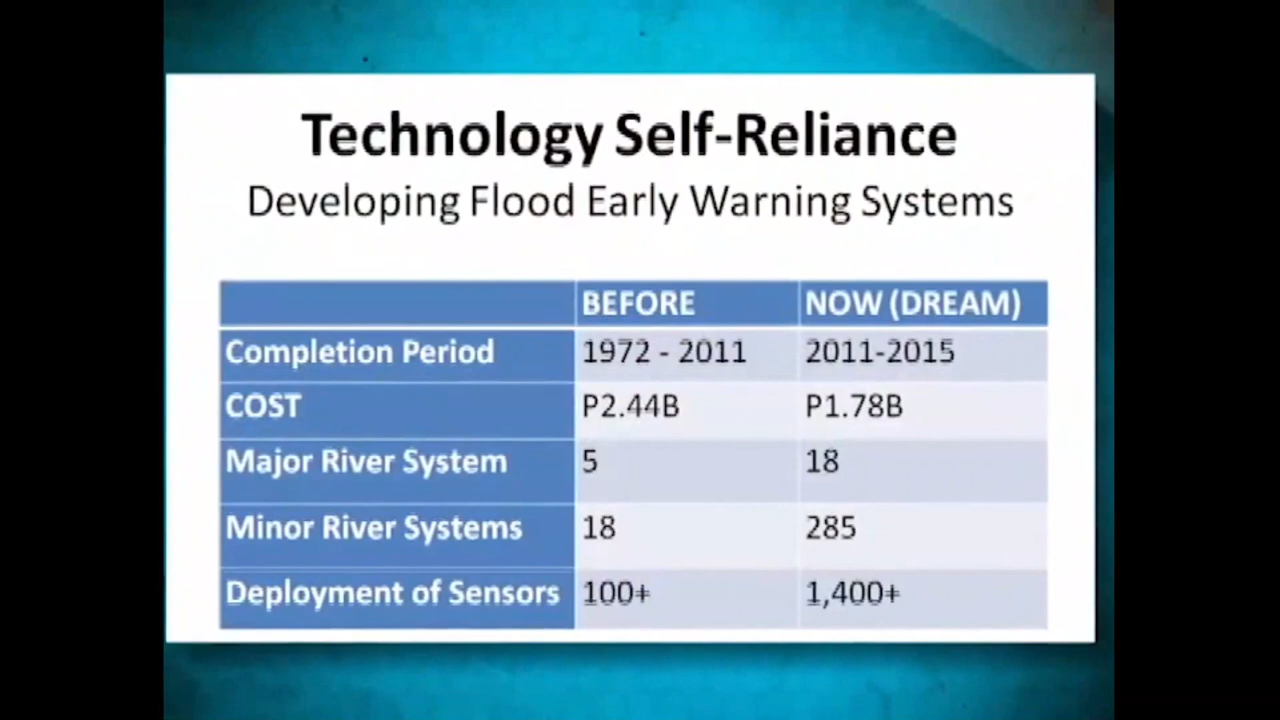 Technology Self-Reliance
Developing Flood Early Warning Systems
BEFORE NOW (DREAM)
Completion Period 1972 - 2011 2011-2015
COST P2.44B P1.78B
Major River System 5 18
Minor River Systems 18 285
Deployment of Sensors 100+ 1,400+